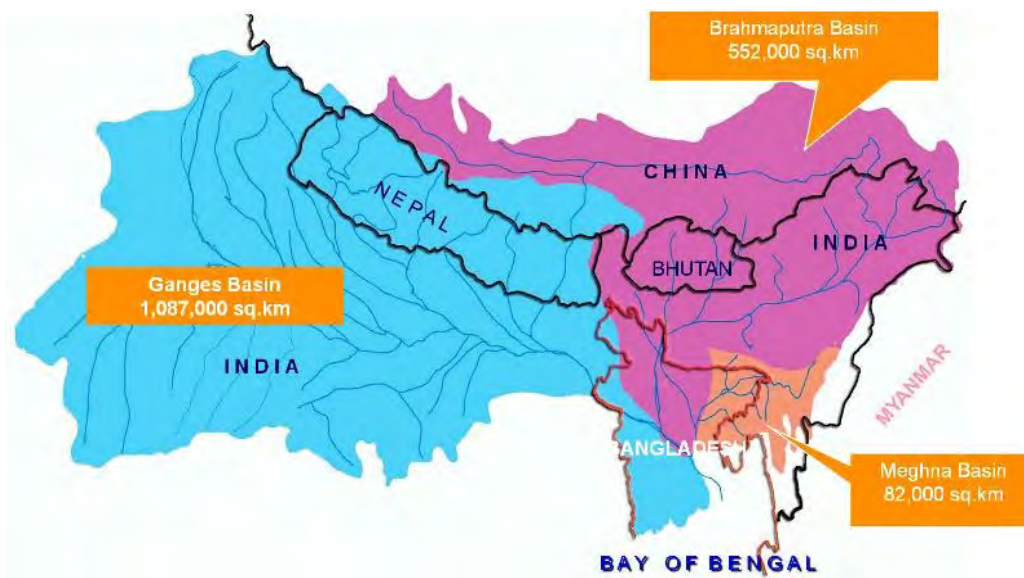 Brahmaputra Basin
552,000 sq.km
CHINA
NEPAL
INDIA
BHUTAN
Ganges Basin
1,087,000 sq.km
INDIA
MYANMAR
BANGLADESH
Meghna Basin
82,000 sq.km
BAY OF BENGAL